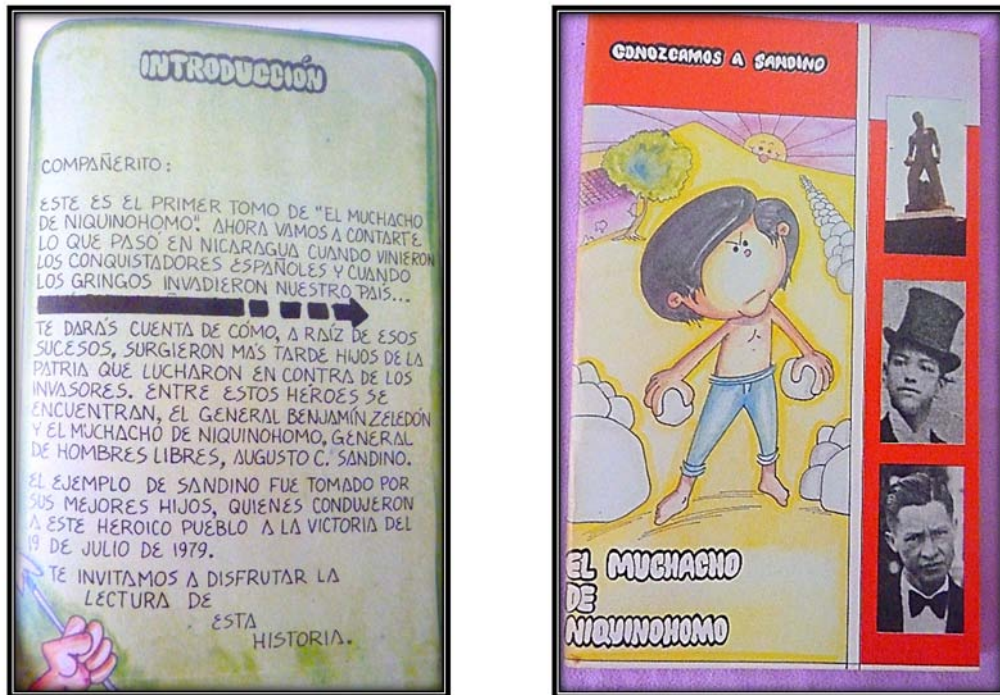 INTRODUCCIÓN
COMPAÑERITO:
ESTE ES EL PRIMER TOMO DE "EL MUCHACHO
DE NIQUINOHOMO". AHORA VAMOS A CONTARTE
LO QUE PASÓ EN NICARAGUA CUANDO VINIERON
LOS CONQUISTADORES ESPAÑOLES Y CUANDO
LOS GRINGOS INVADIERON NUESTRO PAÍS...
TE DARÁS CUENTA DE CÓMO, A RAÍZ DE ESOS
SUCESOS, SURGIERON MÁS TARDE HIJOS DE LA
PATRIA QUE LUCHARON EN CONTRA DE LOS
INVASORES. ENTRE ESTOS HÉROES SE
ENCUENTRAN, EL GENERAL BENJAMÍN ZELEDÓN
Y EL MUCHACHO DE NIQUINOHOMO, GENERAL
DE HOMBRES LIBRES, AUGUSTO C. SANDINO.
EL EJEMPLO DE SANDINO FUE TOMADO POR
SUS MEJORES HIJOS, QUIENES CONDUJERON
A ESTE HEROICO PUEBLO A LA VICTORIA DEL
19 DE JULIO DE 1979.
TE INVITAMOS A DISFRUTAR LA
LECTURA DE
ESTA
HISTORIA.
CONOZCAMOS A SANDINO
EL MUCHACHO
DE
NIQUINOHOMO